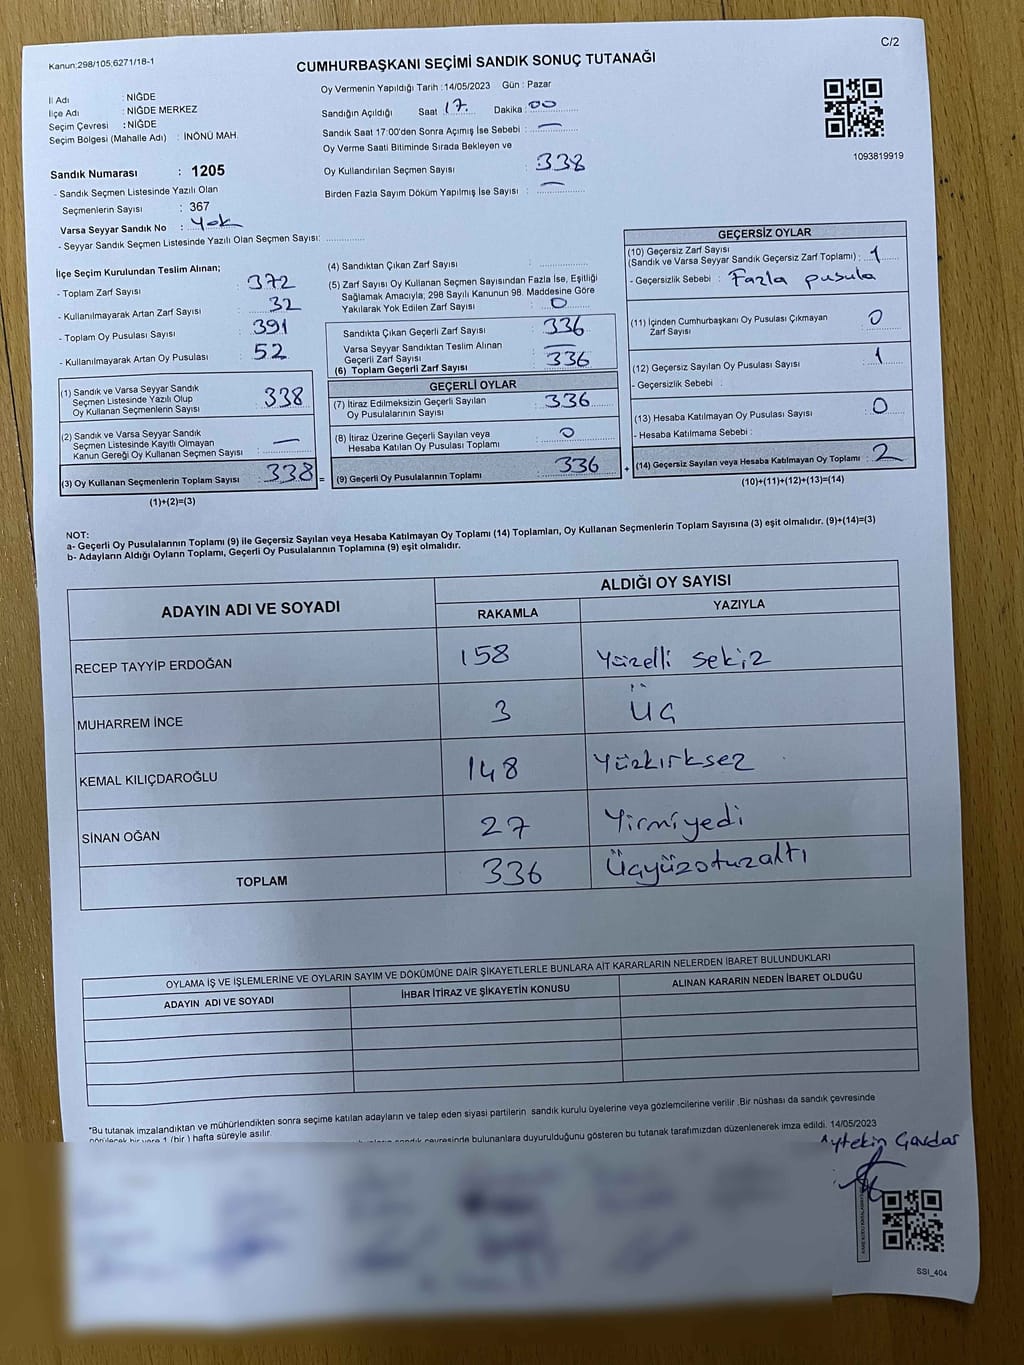 Kanun;298/105;6271/18-1
C/2
CUMHURBAŞKANI SEÇİMİ SANDIK SONUÇ TUTANAĞI
İl Adı : NİĞDE
İlçe Adı : NİĞDE MERKEZ
Seçim Çevresi : NİĞDE
Seçim Bölgesi (Mahalle Adı) : İNÖNÜ MAH.
Sandık Numarası : 1205
- Sandık Seçmen Listesinde Yazılı Olan
Seçmenlerin Sayısı : 367
Varsa Seyyar Sandık No : Yok
- Seyyar Sandık Seçmen Listesinde Yazılı Olan Seçmen Sayısı: ................
Oy Vermenin Yapıldığı Tarih : 14/05/2023 Gün : Pazar
Sandığın Açıldığı Saat 17. Dakika : 00
Sandık Saat 17:00'den Sonra Açımış İse Sebebi : —
Oy Verme Saati Bitiminde Sırada Bekleyen ve
Oy Kullandırılan Seçmen Sayısı : 338
Birden Fazla Sayım Döküm Yapılmış İse Sayısı : —
1093819919
İlçe Seçim Kurulundan Teslim Alınan;
- Toplam Zarf Sayısı : 372
- Kullanılmayarak Artan Zarf Sayısı : 32
- Toplam Oy Pusulası Sayısı : 391
- Kullanılmayarak Artan Oy Pusulası : 52
(1) Sandık ve Varsa Seyyar Sandık
Seçmen Listesinde Yazılı Olup
Oy Kullanan Seçmenlerin Sayısı : 338
(2) Sandık ve Varsa Seyyar Sandık
Seçmen Listesinde Kayıtlı Olmayan
Kanun Gereği Oy Kullanan Seçmen Sayısı : —
(3) Oy Kullanan Seçmenlerin Toplam Sayısı : 338 =
(1)+(2)=(3)
(4) Sandıktan Çıkan Zarf Sayısı :
(5) Zarf Sayısı Oy Kullanan Seçmen Sayısından Fazla İse, Eşitliği
Sağlamak Amacıyla; 298 Sayılı Kanunun 98. Maddesine Göre
Yakılarak Yok Edilen Zarf Sayısı : 0
Sandıkta Çıkan Geçerli Zarf Sayısı : 336
Varsa Seyyar Sandıktan Teslim Alınan
Geçerli Zarf Sayısı : —
(6) Toplam Geçerli Zarf Sayısı : 336
GEÇERLİ OYLAR
(7) İtiraz Edilmeksizin Geçerli Sayılan
Oy Pusulalarının Sayısı : 336
(8) İtiraz Üzerine Geçerli Sayılan veya
Hesaba Katılan Oy Pusulası Toplamı : 0
(9) Geçerli Oy Pusulalarının Toplamı : 336 +
GEÇERSİZ OYLAR
(10) Geçersiz Zarf Sayısı
(Sandık ve Varsa Seyyar Sandık Geçersiz Zarf Toplamı) : 1
- Geçersizlik Sebebi : Fazla pusula
(11) İçinden Cumhurbaşkanı Oy Pusulası Çıkmayan
Zarf Sayısı : 0
(12) Geçersiz Sayılan Oy Pusulası Sayısı : 1
- Geçersizlik Sebebi :
(13) Hesaba Katılmayan Oy Pusulası Sayısı : 0
- Hesaba Katılmama Sebebi :
(14) Geçersiz Sayılan veya Hesaba Katılmayan Oy Toplamı : 2
(10)+(11)+(12)+(13)=(14)
NOT:
a- Geçerli Oy Pusulalarının Toplamı (9) ile Geçersiz Sayılan veya Hesaba Katılmayan Oy Toplamı (14) Toplamları, Oy Kullanan Seçmenlerin Toplam Sayısına (3) eşit olmalıdır. (9)+(14)=(3)
b- Adayların Aldığı Oyların Toplamı, Geçerli Oy Pusulalarının Toplamına (9) eşit olmalıdır.
ADAYIN ADI VE SOYADI
ALDIĞI OY SAYISI
RAKAMLA YAZIYLA
RECEP TAYYİP ERDOĞAN 158 Yüzelli sekiz
MUHARREM İNCE 3 Üç
KEMAL KILIÇDAROĞLU 148 Yüzkırksez
SİNAN OĞAN 27 Yirmiyedi
TOPLAM 336 Üçyüzotuzaltı
OYLAMA İŞ VE İŞLEMLERİNE VE OYLARIN SAYIM VE DÖKÜMÜNE DAİR ŞİKAYETLERLE BUNLARA AİT KARARLARIN NELERDEN İBARET BULUNDUKLARI
ADAYIN ADI VE SOYADI İHBAR İTİRAZ VE ŞİKAYETİN KONUSU ALINAN KARARIN NEDEN İBARET OLDUĞU
"Bu tutanak imzalandıktan ve mühürlendikten sonra seçime katılan adayların ve talep eden siyasi partilerin sandık kurulu üyelerine veya gözlemcilerine verilir .Bir nüshası da sandık çevresinde
görülecek bir yere 1 (bir ) hafta süreyle asılır.
sandık çevresinde bulunanlara duyurulduğunu gösteren bu tutanak tarafımızdan düzenlenerek imza edildi. 14/05/2023
Aytekin
SSI_404